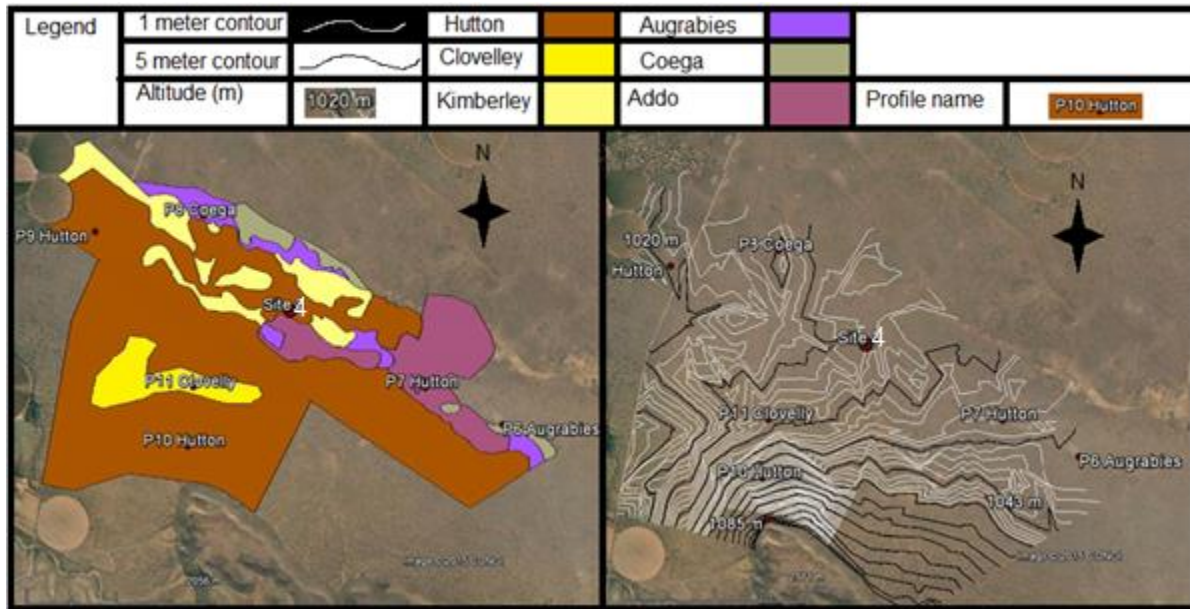 Legend
1 meter contour
Hutton
Augrabies
5 meter contour
Clovelley
Coega
Altitude (m)
1020 m
Kimberley
Addo
Profile name
P10 Hutton
N
P8 Coega
P9 Hutton
Site 4
P11 Clovelly
P7 Hutton
P6 Augrabies
P10 Hutton
N
1020 m
P3 Coega
Hutton
Site 4
P11 Clovelly
P7 Hutton
P10 Hutton
P6 Augrabies
1043 m
1085 m